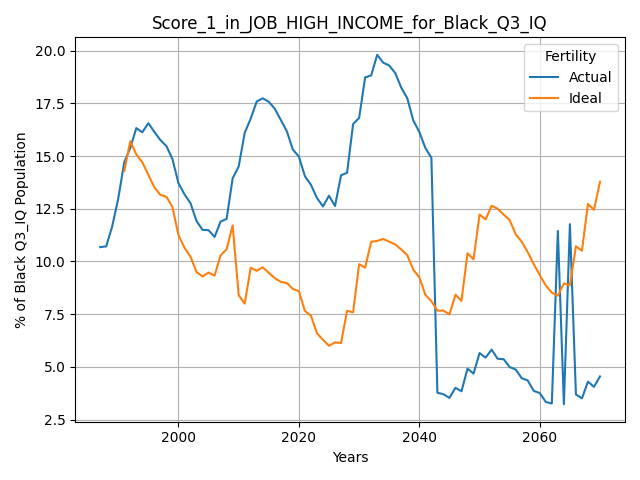 Score_1_in_JOB_HIGH_INCOME_for_Black_Q3_IQ
% of Black Q3_IQ Population
20.0
17.5
15.0
12.5
10.0
7.5
5.0
2.5
Fertility
Actual
Ideal
2000
2020
2040
2060
Years